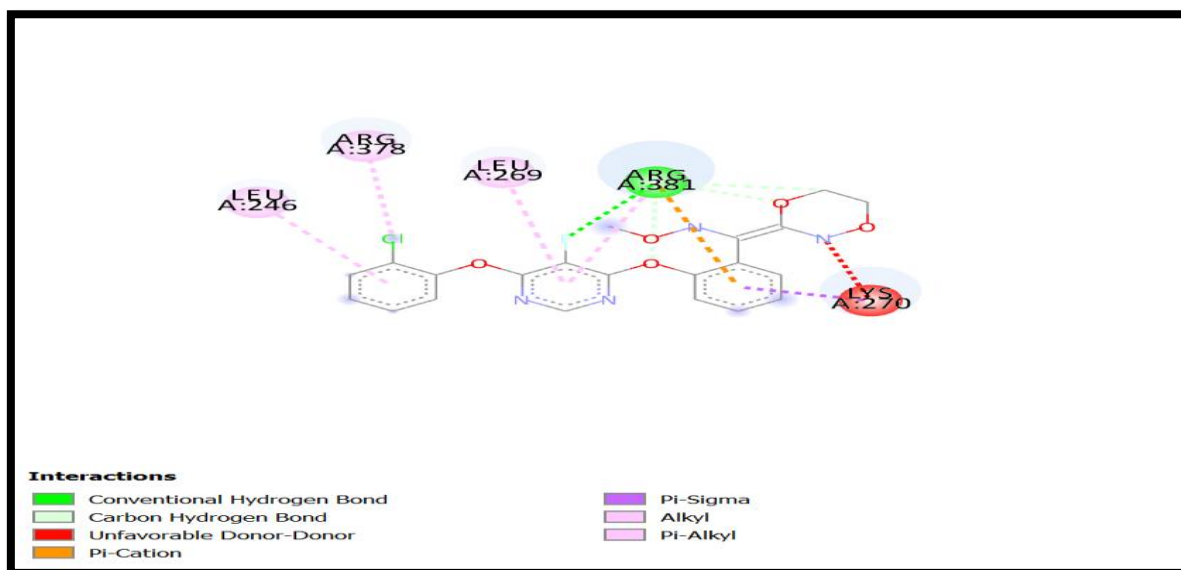 ARG
A:378
LEU
A:269
ARG
A:381
LEU
A:246
O
O
N
N
O
Cl
O
O
N
N
LYS
A:270
Interactions
Conventional Hydrogen Bond
Carbon Hydrogen Bond
Unfavorable Donor-Donor
Pi-Cation
Pi-Sigma
Alkyl
Pi-Alkyl